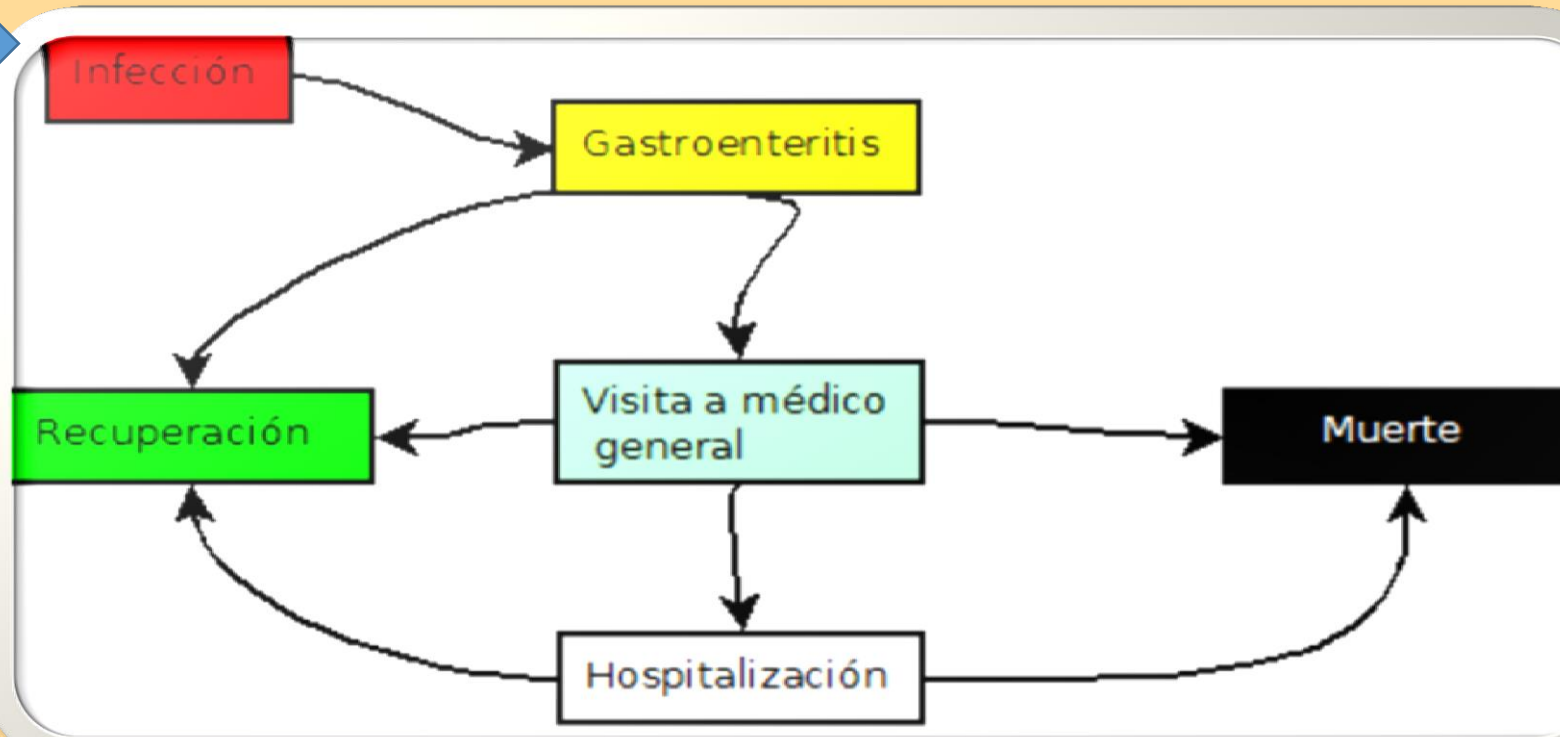 Infección
Gastroenteritis
Visita a médico
general
Recuperación
Muerte
Hospitalización